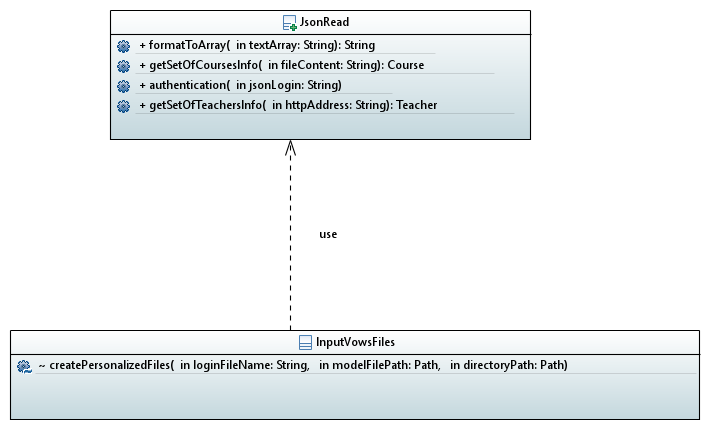 JsonRead
+ formatToArray( in textArray: String): String
+ getSetOfCoursesInfo( in fileContent: String): Course
+ authentication( in jsonLogin: String)
+ getSetOfTeachersInfo( in httpAddress: String): Teacher
use
InputVowsFiles
~ createPersonalizedFiles( in loginFileName: String, in modelFilePath: Path, in directoryPath: Path)